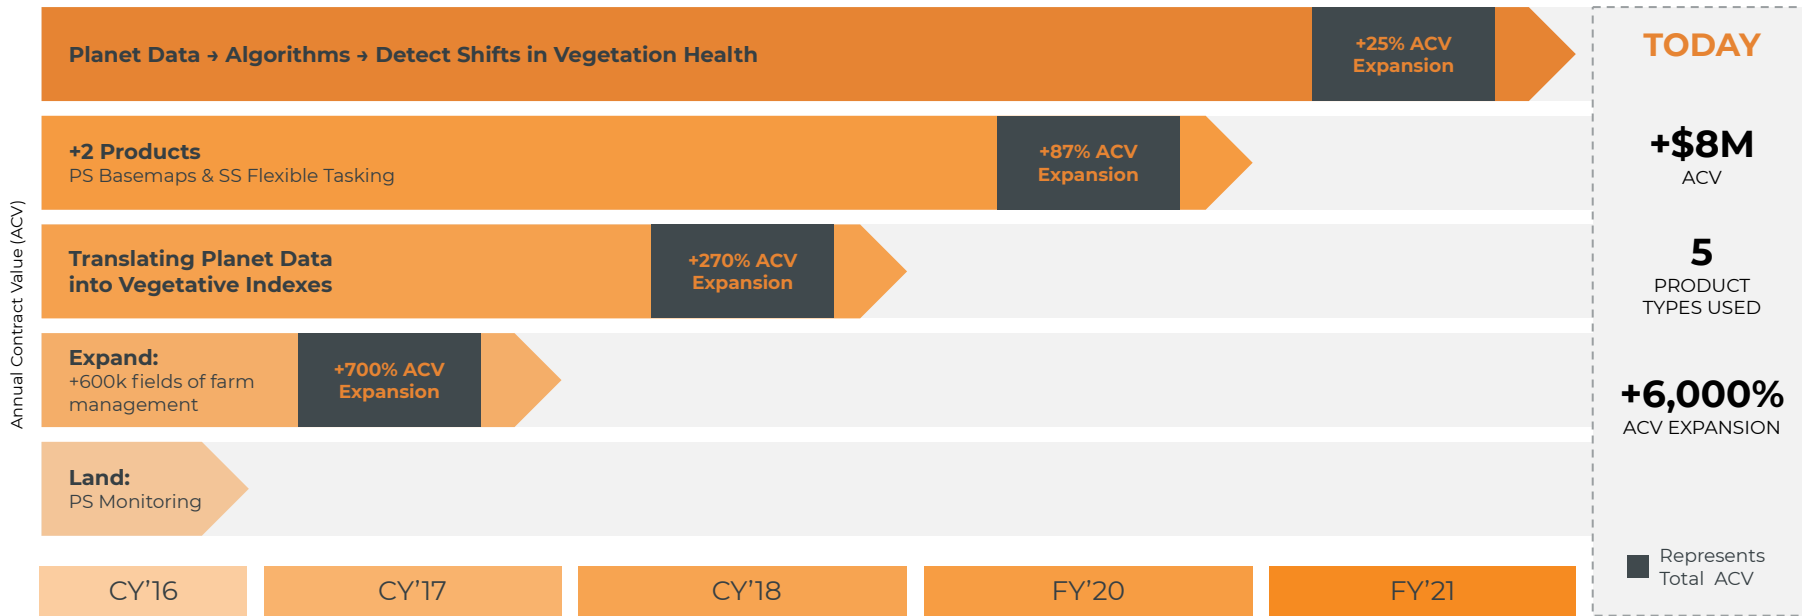 Annual Contract Value (ACV)
Planet Data → Algorithms → Detect Shifts in Vegetation Health
+25% ACV
Expansion
+2 Products
PS Basemaps & SS Flexible Tasking
+87% ACV
Expansion
Translating Planet Data
into Vegetative Indexes
+270% ACV
Expansion
Expand:
+600k fields of farm
management
+700% ACV
Expansion
Land:
PS Monitoring
CY’16
CY’17
CY’18
FY’20
FY’21
TODAY
+$8M
ACV
5
PRODUCT
TYPES USED
+6,000%
ACV EXPANSION
Represents
Total ACV